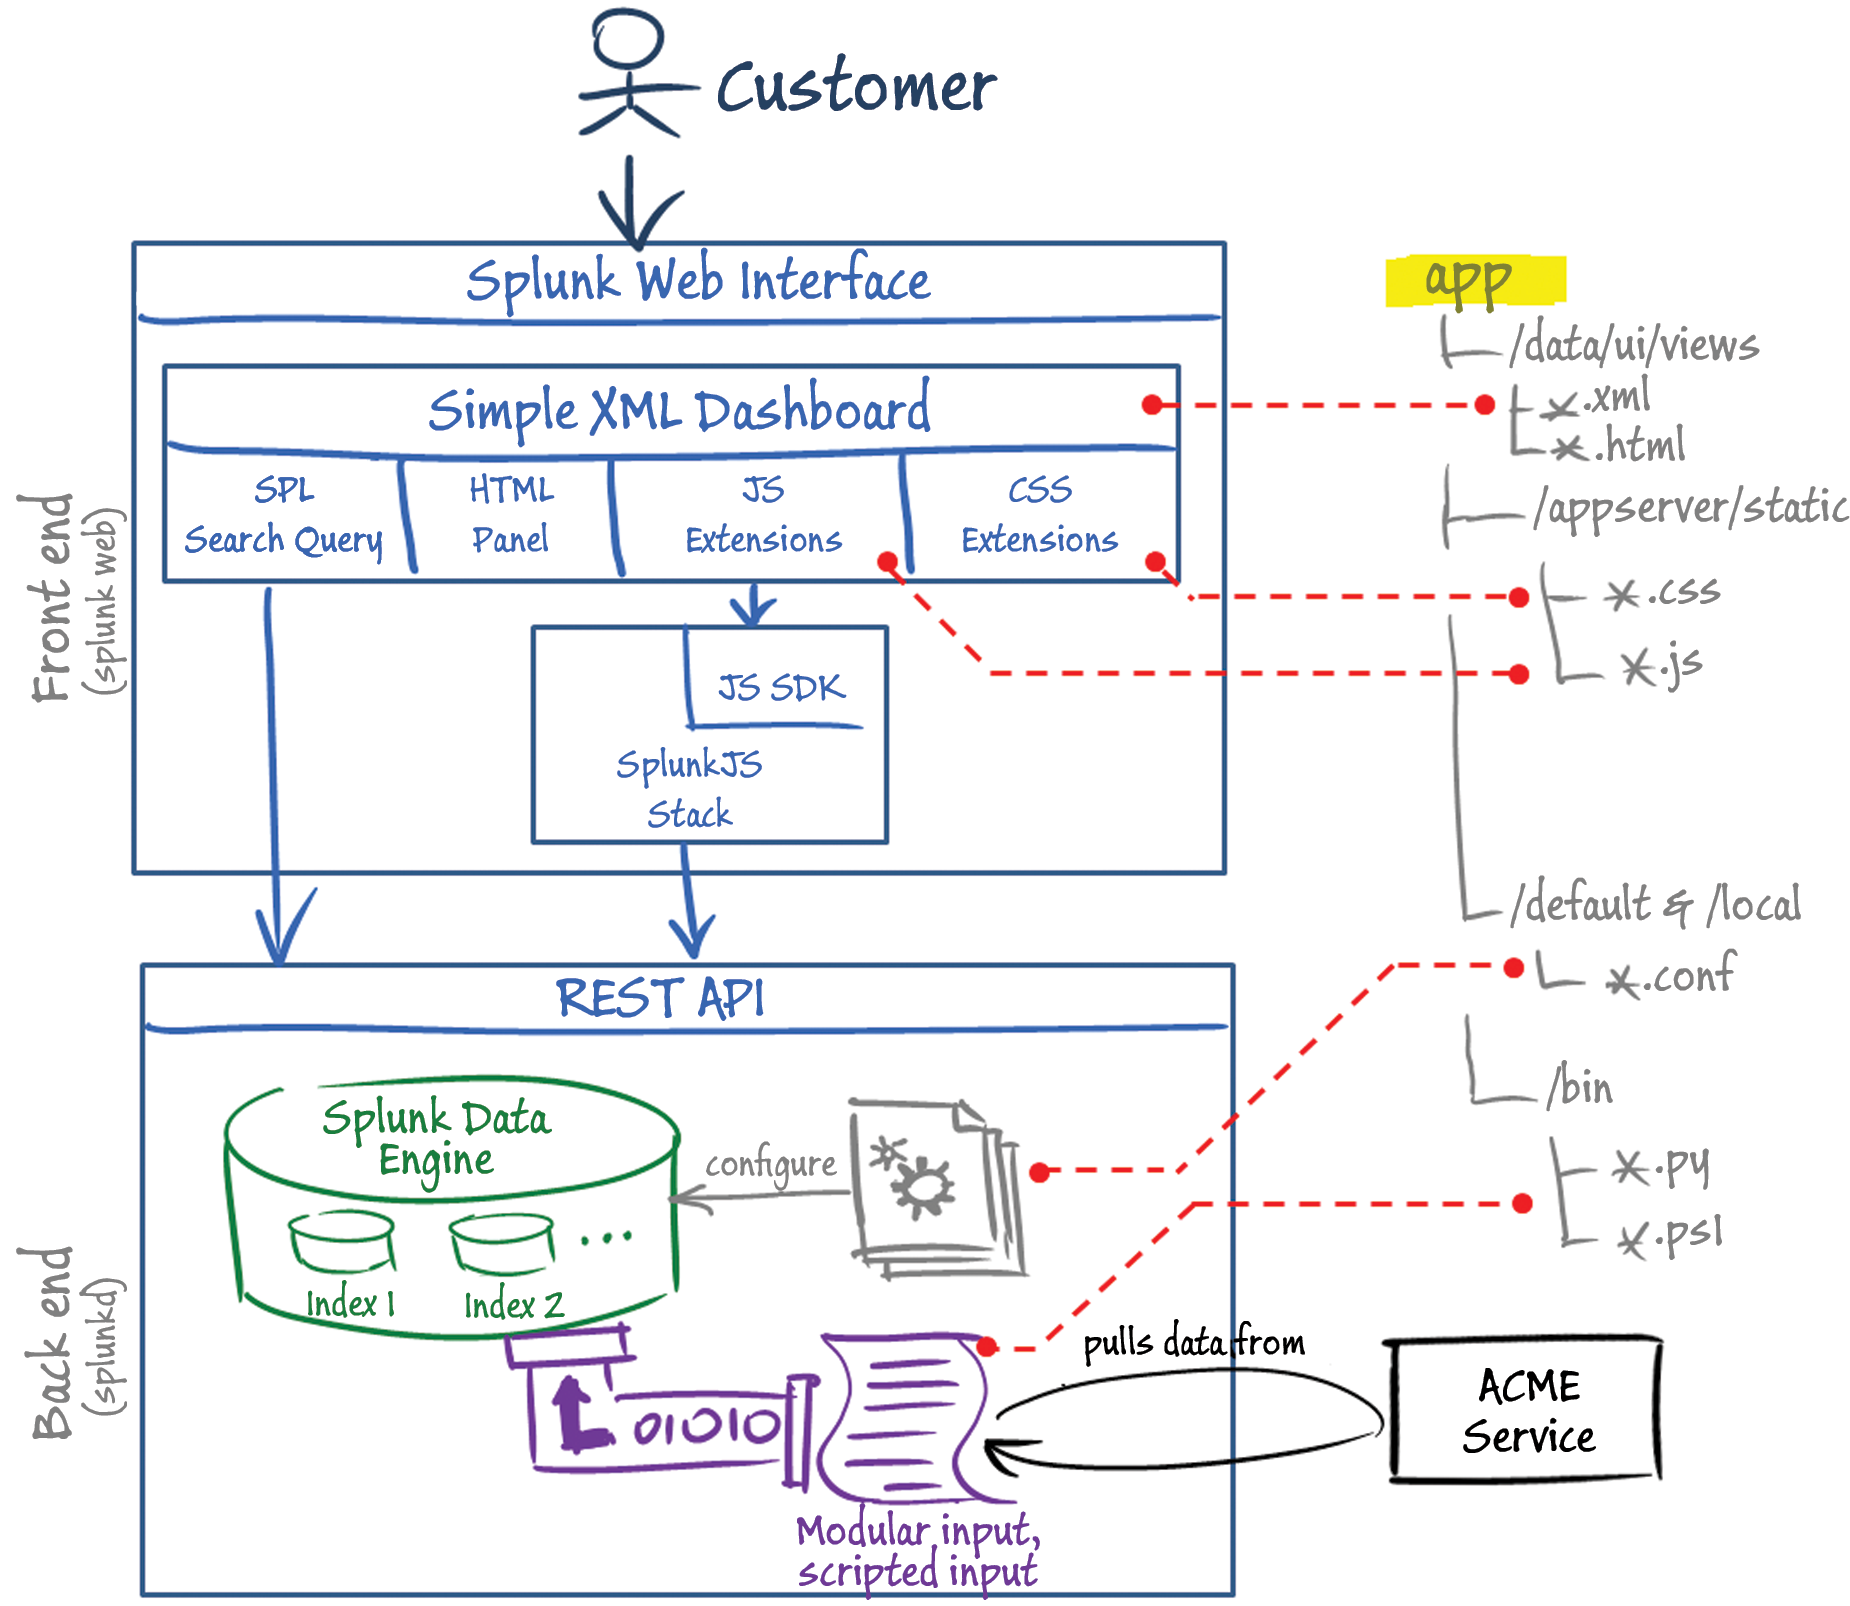 Customer
Splunk Web Interface
Simple XML Dashboard
SPL
Search Query
HTML
Panel
JS
Extensions
CSS
Extensions
JS SDK
SplunkJS
Stack
Front end
(splunk web)
REST API
Splunk Data
Engine
Index 1
Index 2
...
configure
01010
Modular input,
scripted input
pulls data from
ACME
Service
Back end
(splunkd)
app
/data/ui/views
*.xml
*.html
/appserver/static
*.css
*.js
/default & /local
*.conf
/bin
*.py
*.psl